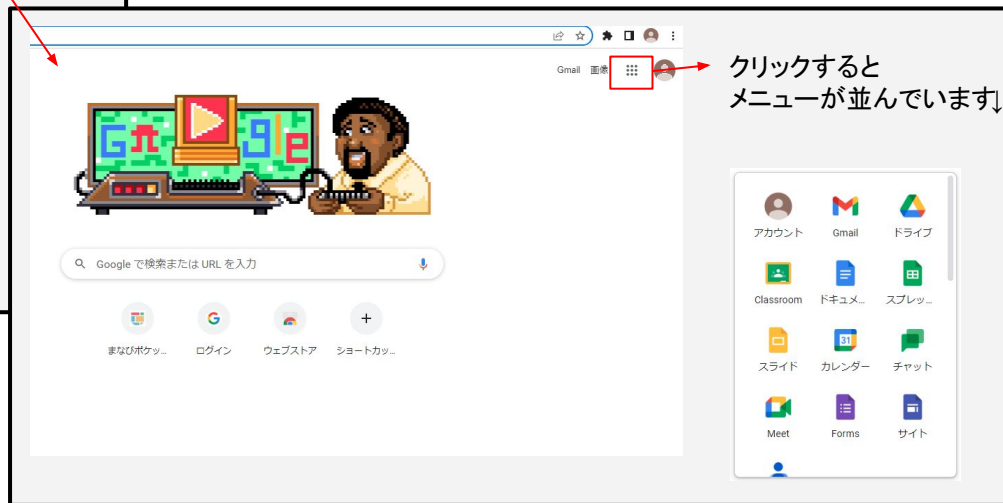 Gmail 画像
クリックすると
メニューが並んでいます↓
Google で検索または URL を入力
まなびポケッ...
ログイン
ウェブストア
ショートカッ...
アカウント
Gmail
ドライブ
Classroom
ドキュメ...
スプレッ...
スライド
31
カレンダー
チャット
Meet
Forms
サイト